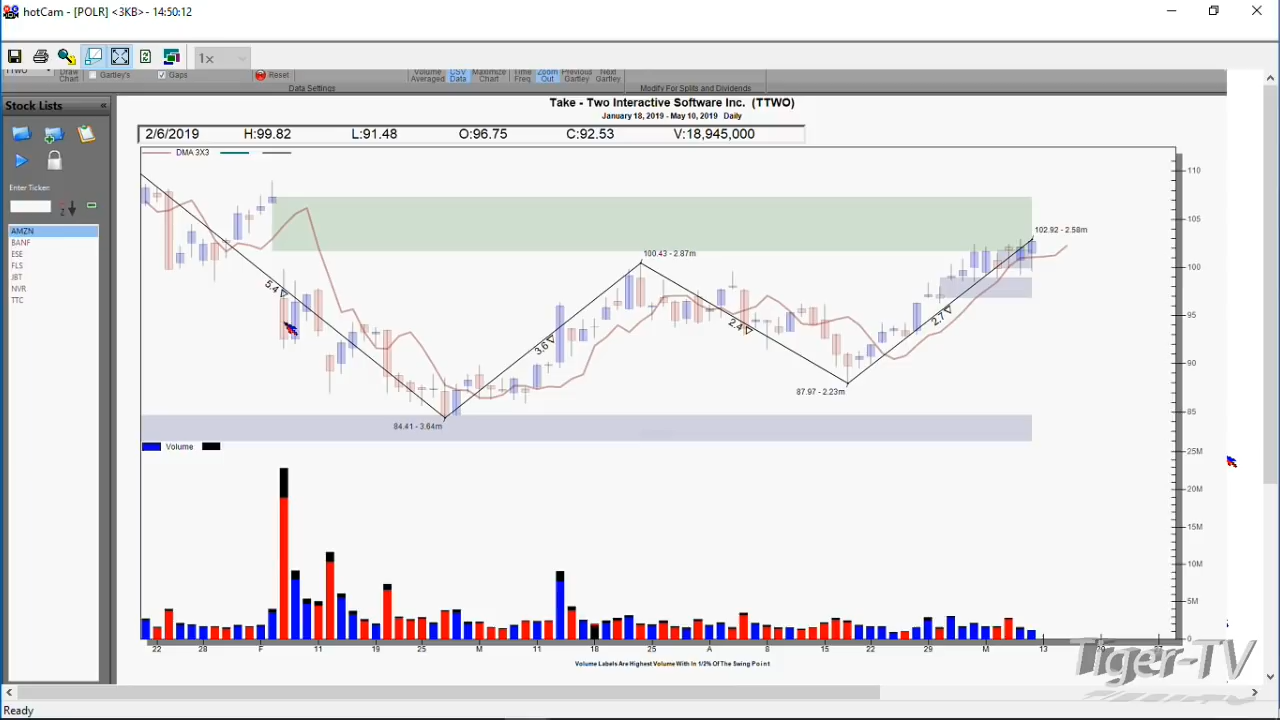 hotCam - [POLR] <3KB>- 14:50:12
1x
TTWO Draw Chart Gartley's Gaps Reset Volume Averaged CSV Data Maximize Chart Time Freq Zoom Out Previous Gartley Next Gartley
Data Settings Modify For Splits and Dividends
Stock Lists «
Enter Ticker:
AMZN
BANF
ESE
FLS
JBT
NVR
TTC
Take - Two Interactive Software Inc. (TTWO)
January 18, 2019 - May 10, 2019 Daily
2/6/2019 H:99.82 L:91.48 O:96.75 C:92.53 V:18,945,000
DMA 3X3
110
105
100
95
90
85
102.92 - 2.58m
100.43 - 2.87m
87.97 - 2.23m
84.41 - 3.64m
5.4
3.6
2.4
2.7
Volume
25M
20M
15M
10M
5M
0
22 28 F 11 19 25 M 11 18 25 A 8 15 22 29 M 13
Volume Labels Are Highest Volume With In 1/2% Of The Swing Point
Tiger-TV
Ready